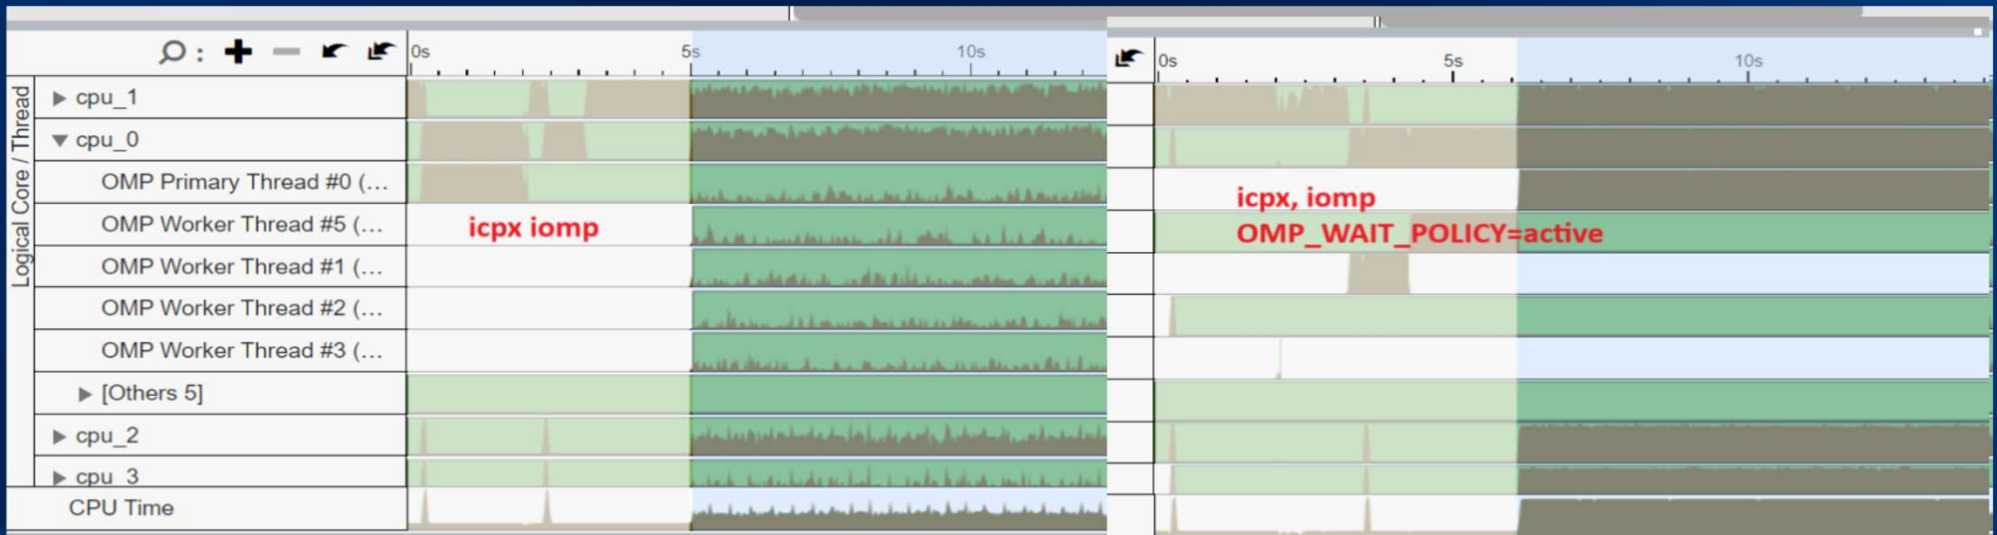 0s 5s 10s
0s 5s 10s
Logical Core / Thread
cpu_1
cpu_0
OMP Primary Thread #0 (...
OMP Worker Thread #5 (...
OMP Worker Thread #1 (...
OMP Worker Thread #2 (...
OMP Worker Thread #3 (...
[Others 5]
cpu_2
cpu_3
CPU Time
icpx iomp
icpx, iomp
OMP_WAIT_POLICY=active